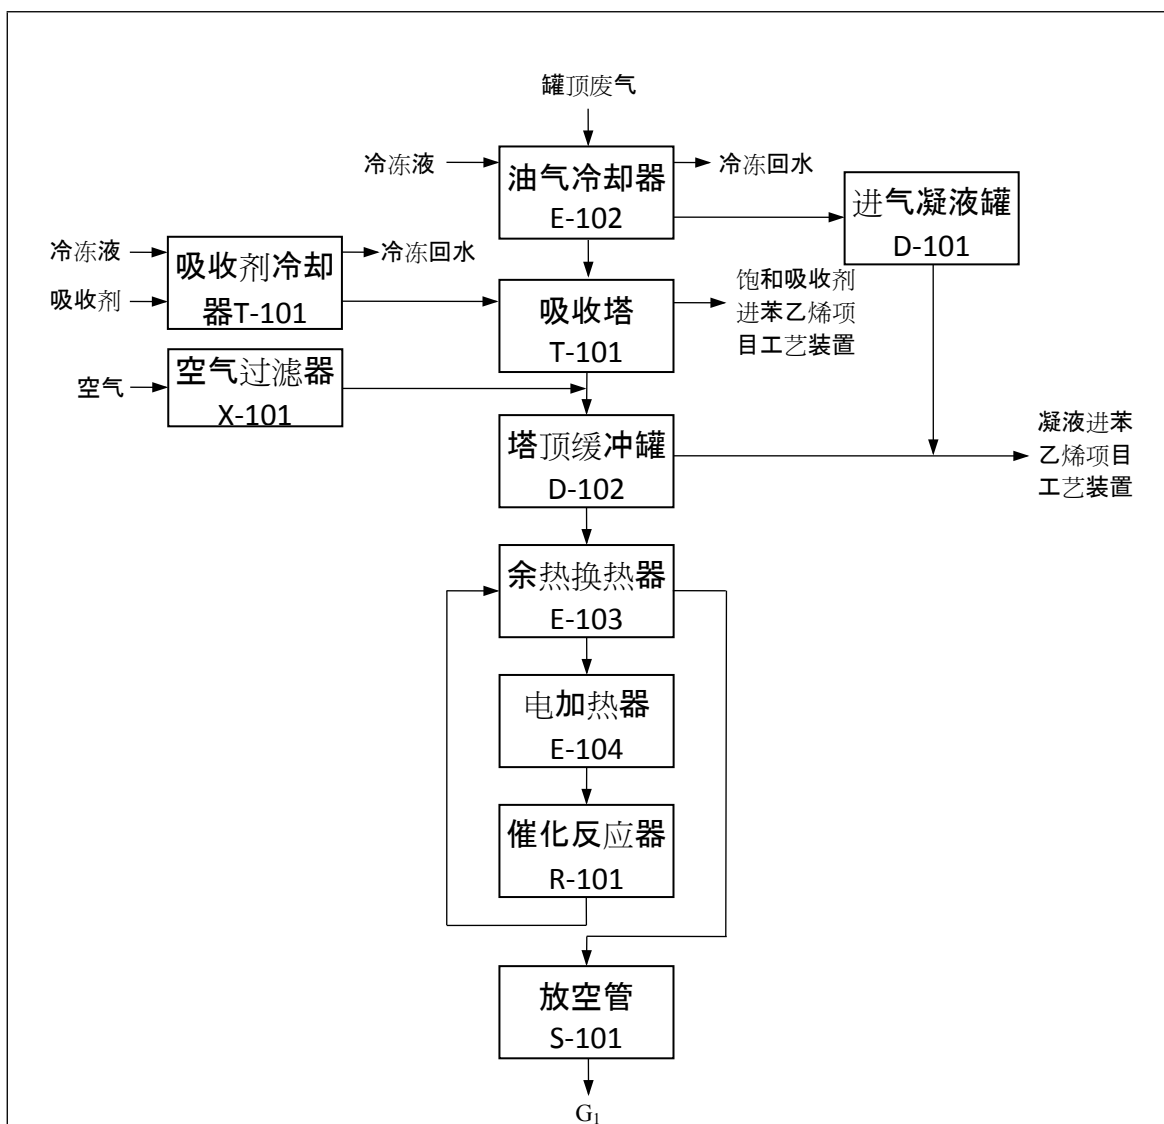 罐顶废气
冷冻液
油气冷却器
E-102
冷冻回水
进气凝液罐
D-101
冷冻液
吸收剂
吸收剂冷却
器T-101
冷冻回水
吸收塔
T-101
饱和吸收剂
进苯乙烯项
目工艺装置
空气
空气过滤器
X-101
塔顶缓冲罐
D-102
凝液进苯
乙烯项目
工艺装置
余热换热器
E-103
电加热器
E-104
催化反应器
R-101
放空管
S-101
G₁